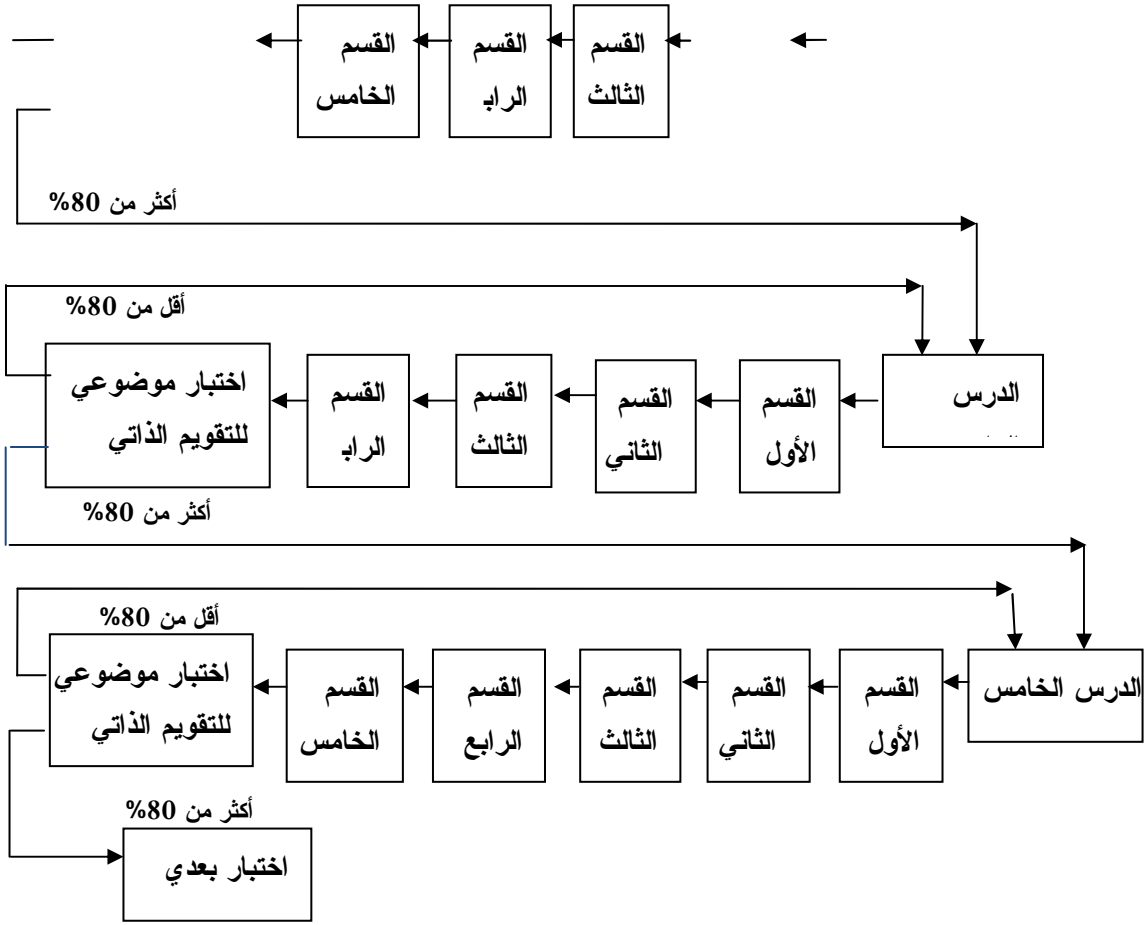 القسم
الثالث
القسم
الراب
القسم
الخامس
أكثر من 80%
أقل من 80%
الدرس
القسم
الأول
القسم
الثاني
القسم
الثالث
القسم
الراب
اختبار موضوعي
للتقويم الذاتي
أكثر من 80%
أقل من 80%
الدرس الخامس
القسم
الأول
القسم
الثاني
القسم
الثالث
القسم
الرابع
القسم
الخامس
اختبار موضوعي
للتقويم الذاتي
أكثر من 80%
اختبار بعدي